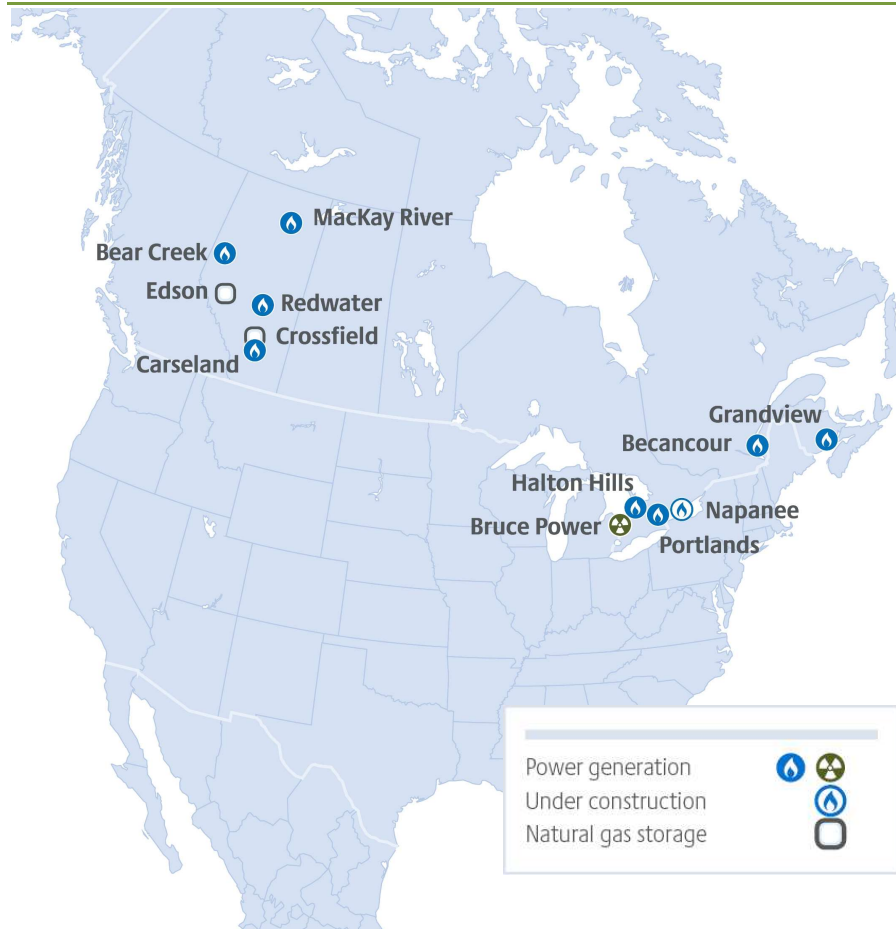 MacKay River
Bear Creek
Edson
Redwater
Crossfield
Carseland
Grandview
Becancour
Halton Hills
Napanee
Bruce Power
Portlands
Power generation
Under construction
Natural gas storage